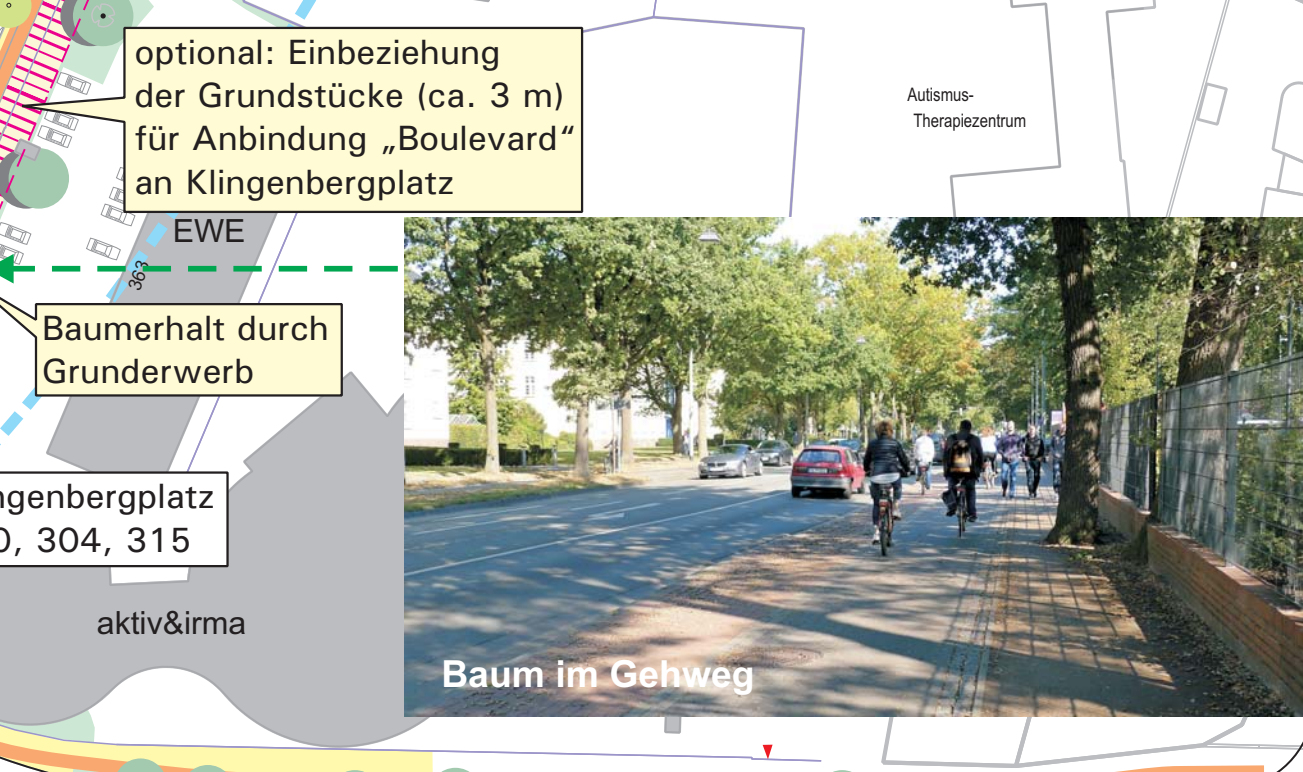 optional: Einbeziehung
der Grundstücke (ca. 3 m)
für Anbindung „Boulevard“
an Klingenbergplatz
Autismus-
Therapiezentrum
EWE
363
Baumerhalt durch
Grunderwerb
ngenbergplatz
0, 304, 315
aktiv&irma
Baum im Gehweg